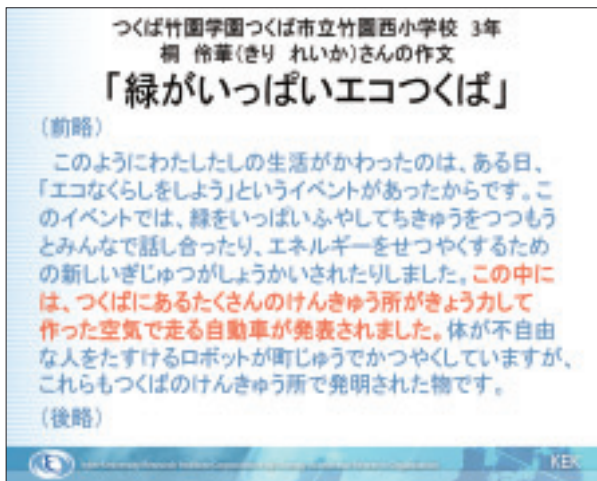 つくば竹園学園つくば市立竹園西小学校 3年
桐 伶華(きり れいか)さんの作文
「緑がいっぱいエコつくば」
(前略)
このようにわたしたしの生活がかわったのは、ある日、
「エコなくらしをしよう」というイベントがあったからです。こ
のイベントでは、緑をいっぱいふやしてちきゅうをつつもう
とみんなで話し合ったり、エネルギーをせつやくするため
の新しいぎじゅつがしょうかいされたりしました。この中に
は、つくばにあるたくさんのけんきゅう所がきょう力して
作った空気で走る自動車が発表されました。体が不自由
な人をたすけるロボットが町じゅうでかつやくしていますが、
これらもつくばのけんきゅう所で発明された物です。
(後略)
KEK